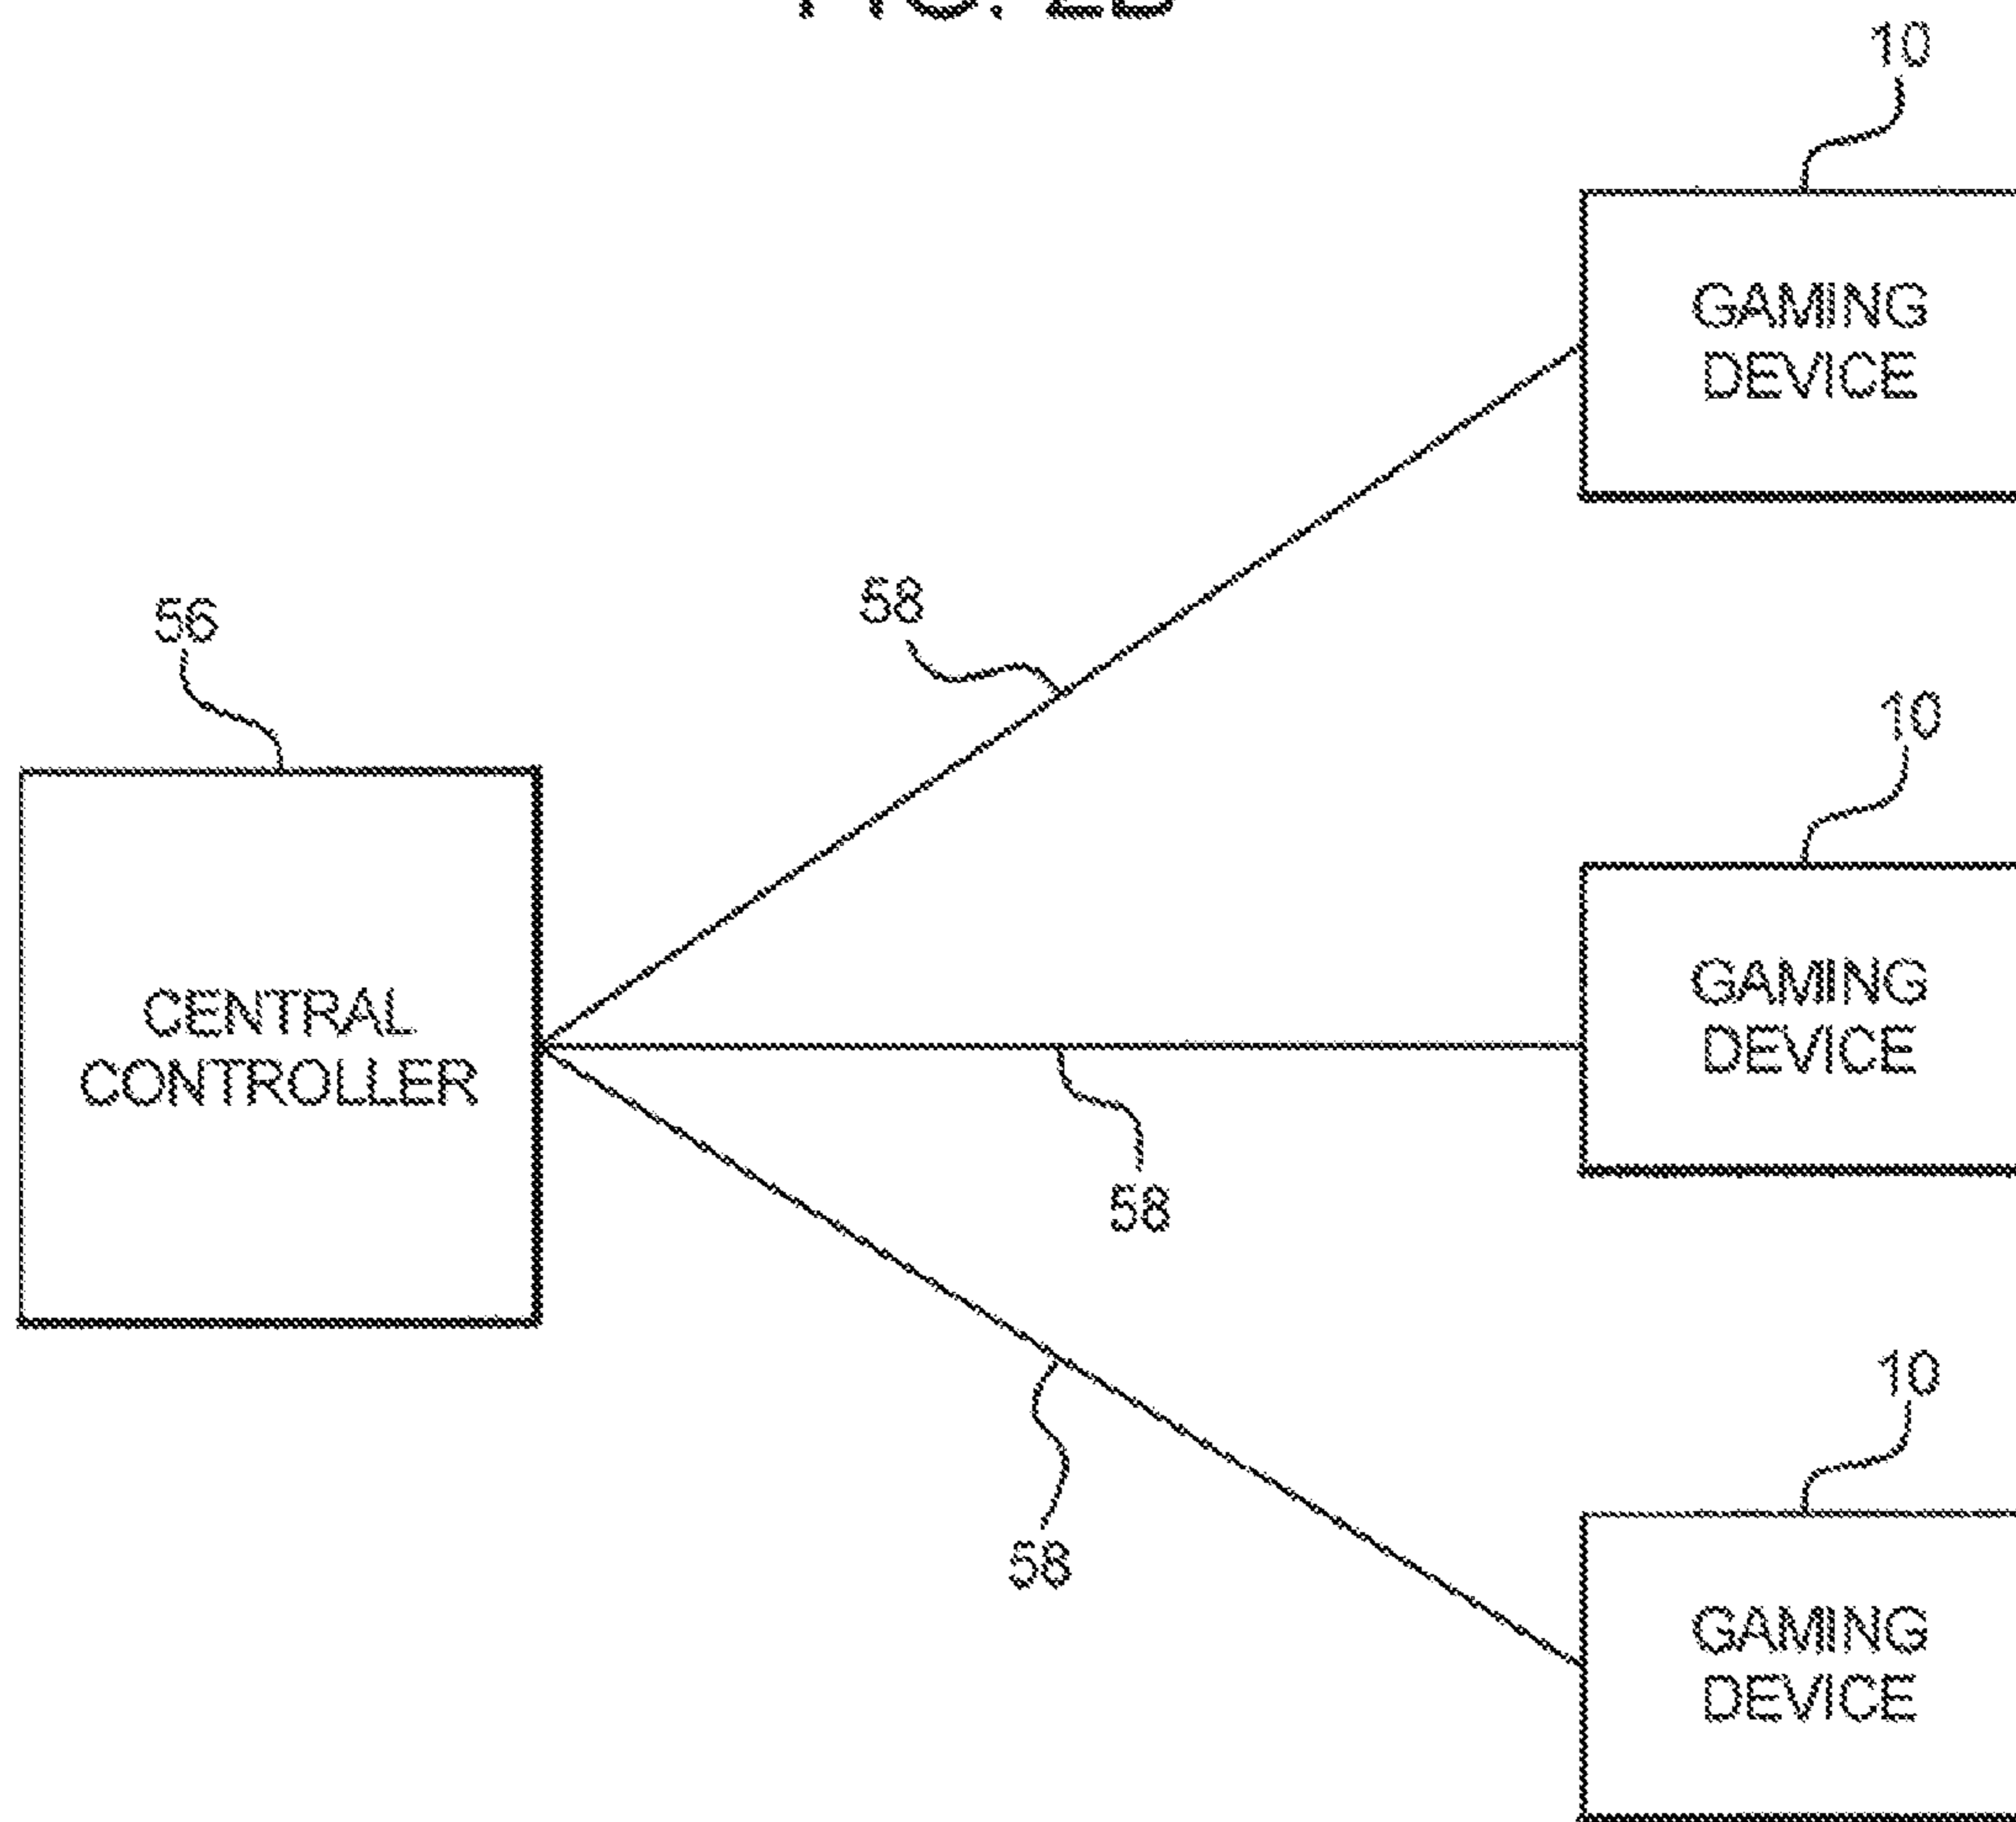 10
GAMING
DEVICE
58
56
10
CENTRAL
CONTROLLER
GAMING
DEVICE
58
10
58
GAMING
DEVICE